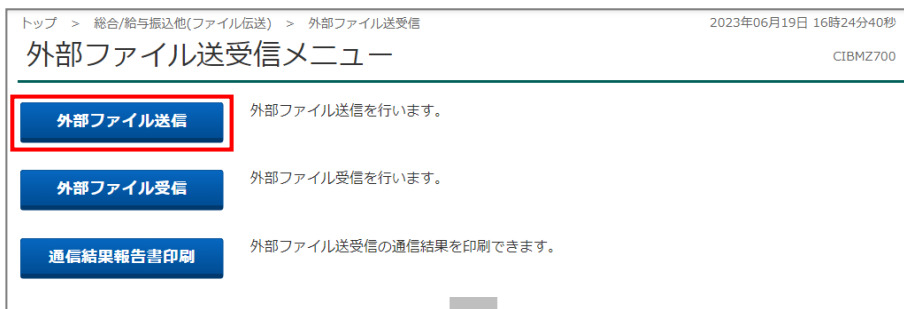 トップ > 総合/給与振込他(ファイル伝送) > 外部ファイル送受信
2023年06月19日 16時24分40秒
外部ファイル送受信メニュー
CIBMZ700
外部ファイル送信
外部ファイル送信を行います。
外部ファイル受信
外部ファイル受信を行います。
通信結果報告書印刷
外部ファイル送受信の通信結果を印刷できます。